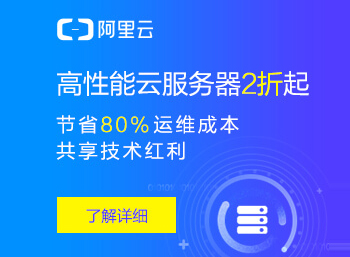 阿里云
高性能云服务器2折起
节省80%运维成本
共享技术红利
了解详细